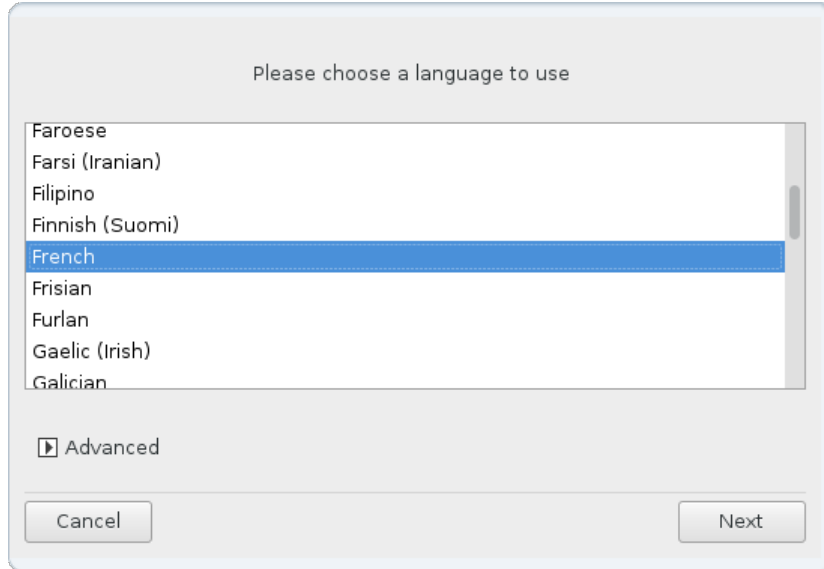 Please choose a language to use
Faroese
Farsi (Iranian)
Filipino
Finnish (Suomi)
French
Frisian
Furlan
Gaelic (Irish)
Galician
Advanced
Cancel
Next